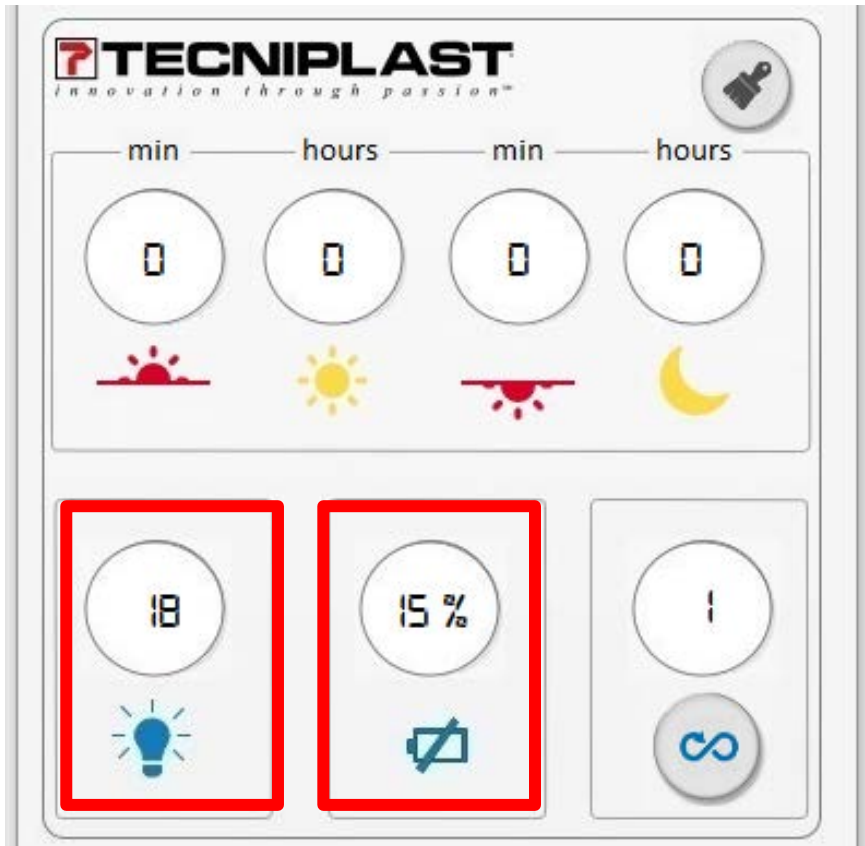 TECNIPLAST
innovation through passion™
min hours min hours
0 0 0 0
18 15 % 1